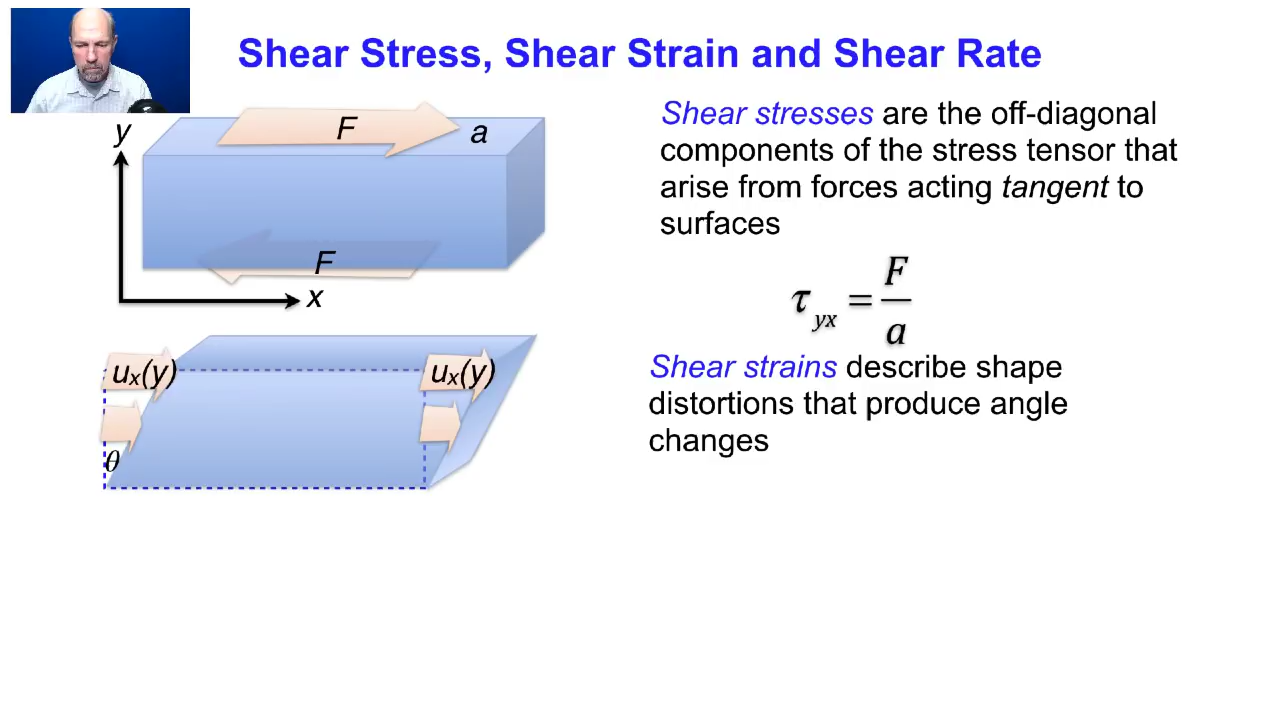 Shear Stress, Shear Strain and Shear Rate
y
F
a
F
x
Shear stresses are the off-diagonal
components of the stress tensor that
arise from forces acting tangent to
surfaces
τyx = F/a
Shear strains describe shape
distortions that produce angle
changes
ux(y)
ux(y)
θ